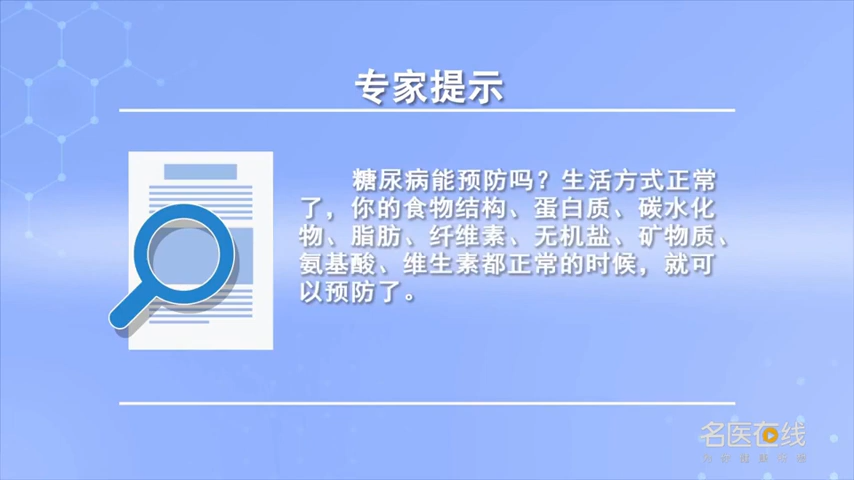 专家提示
糖尿病能预防吗？生活方式正常
了，你的食物结构、蛋白质、碳水化
物、脂肪、纤维素、无机盐、矿物质、
氨基酸、维生素都正常的时候，就可
以预防了。
名医在线